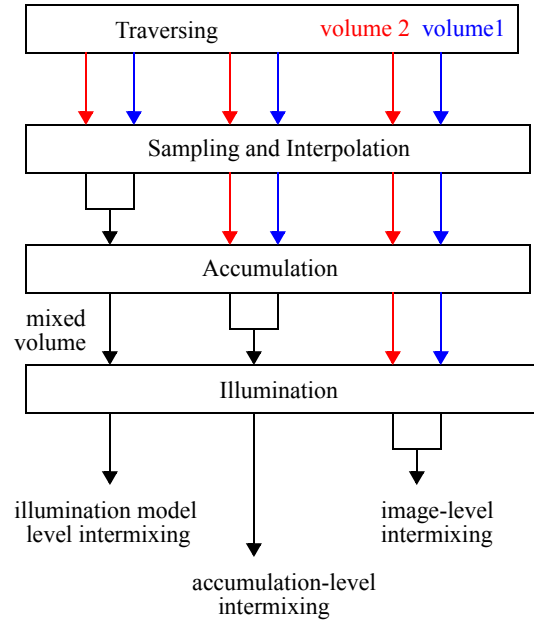 Traversing volume 2 volume1
Sampling and Interpolation
Accumulation
mixed
volume
Illumination
illumination model
level intermixing
image-level
intermixing
accumulation-level
intermixing